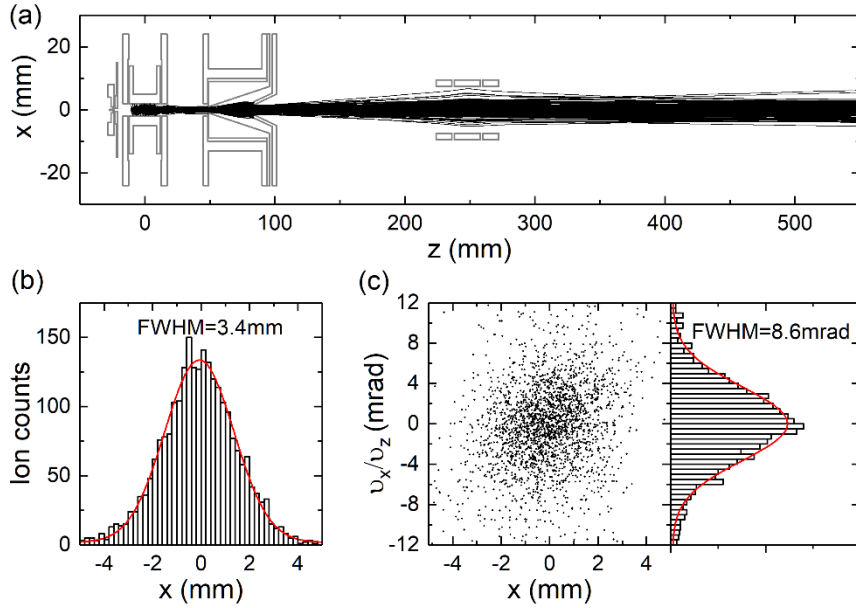 (a)
x (mm)
20
0
-20
0
100
200
300
400
500
z (mm)
(b)
FWHM=3.4mm
Ion counts
150
100
50
0
-4
-2
0
2
4
x (mm)
(c)
FWHM=8.6mrad
υx/υz (mrad)
12
8
4
0
-4
-8
-12
-4
-2
0
2
4
x (mm)